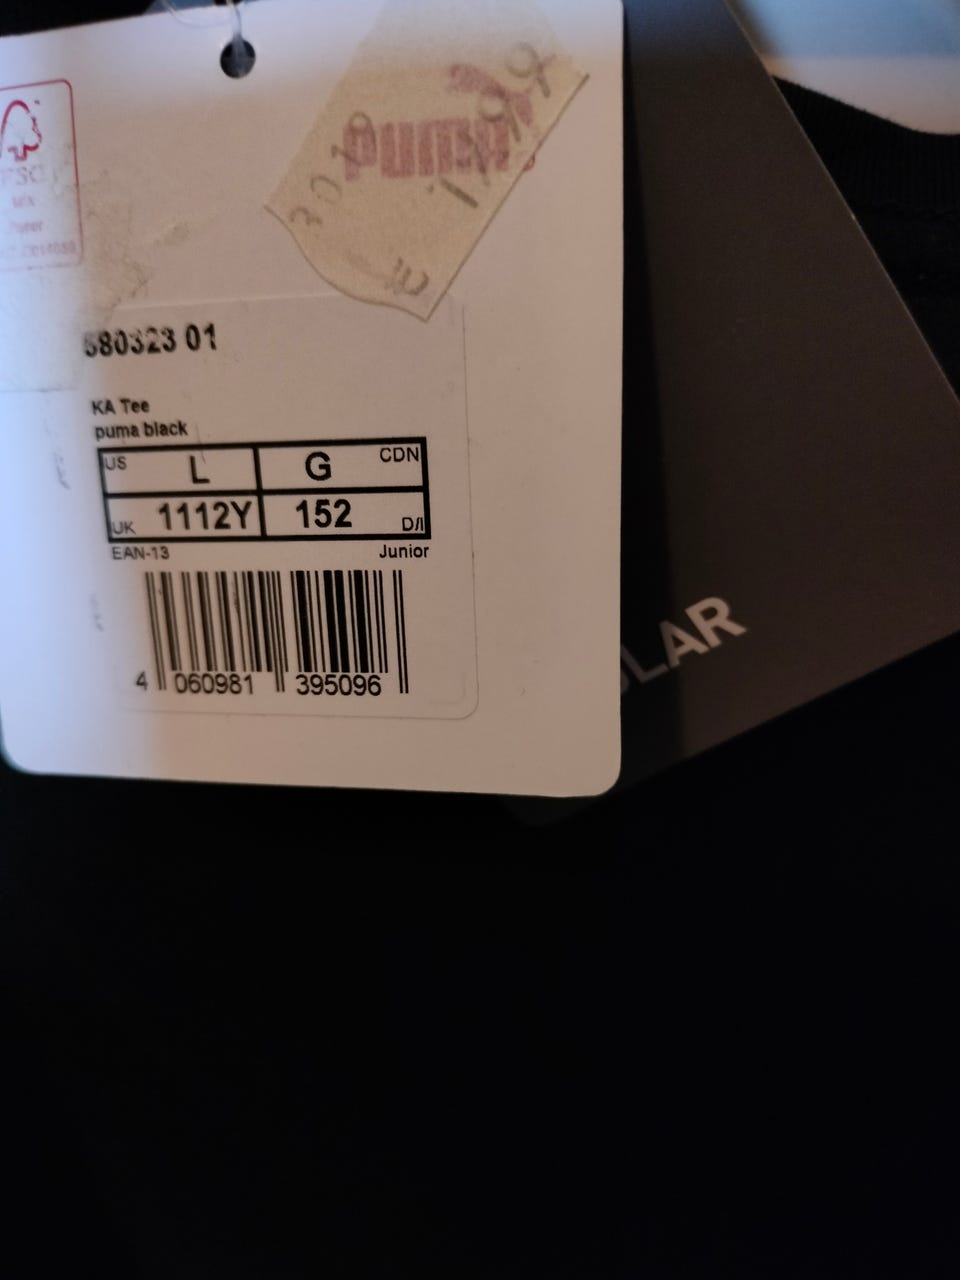 FSC
MIX
Paper
puma
580323 01
KA Tee
puma black
US L G CDN
UK 1112Y 152 D/I
EAN-13 Junior
4 060981 395096
LAR